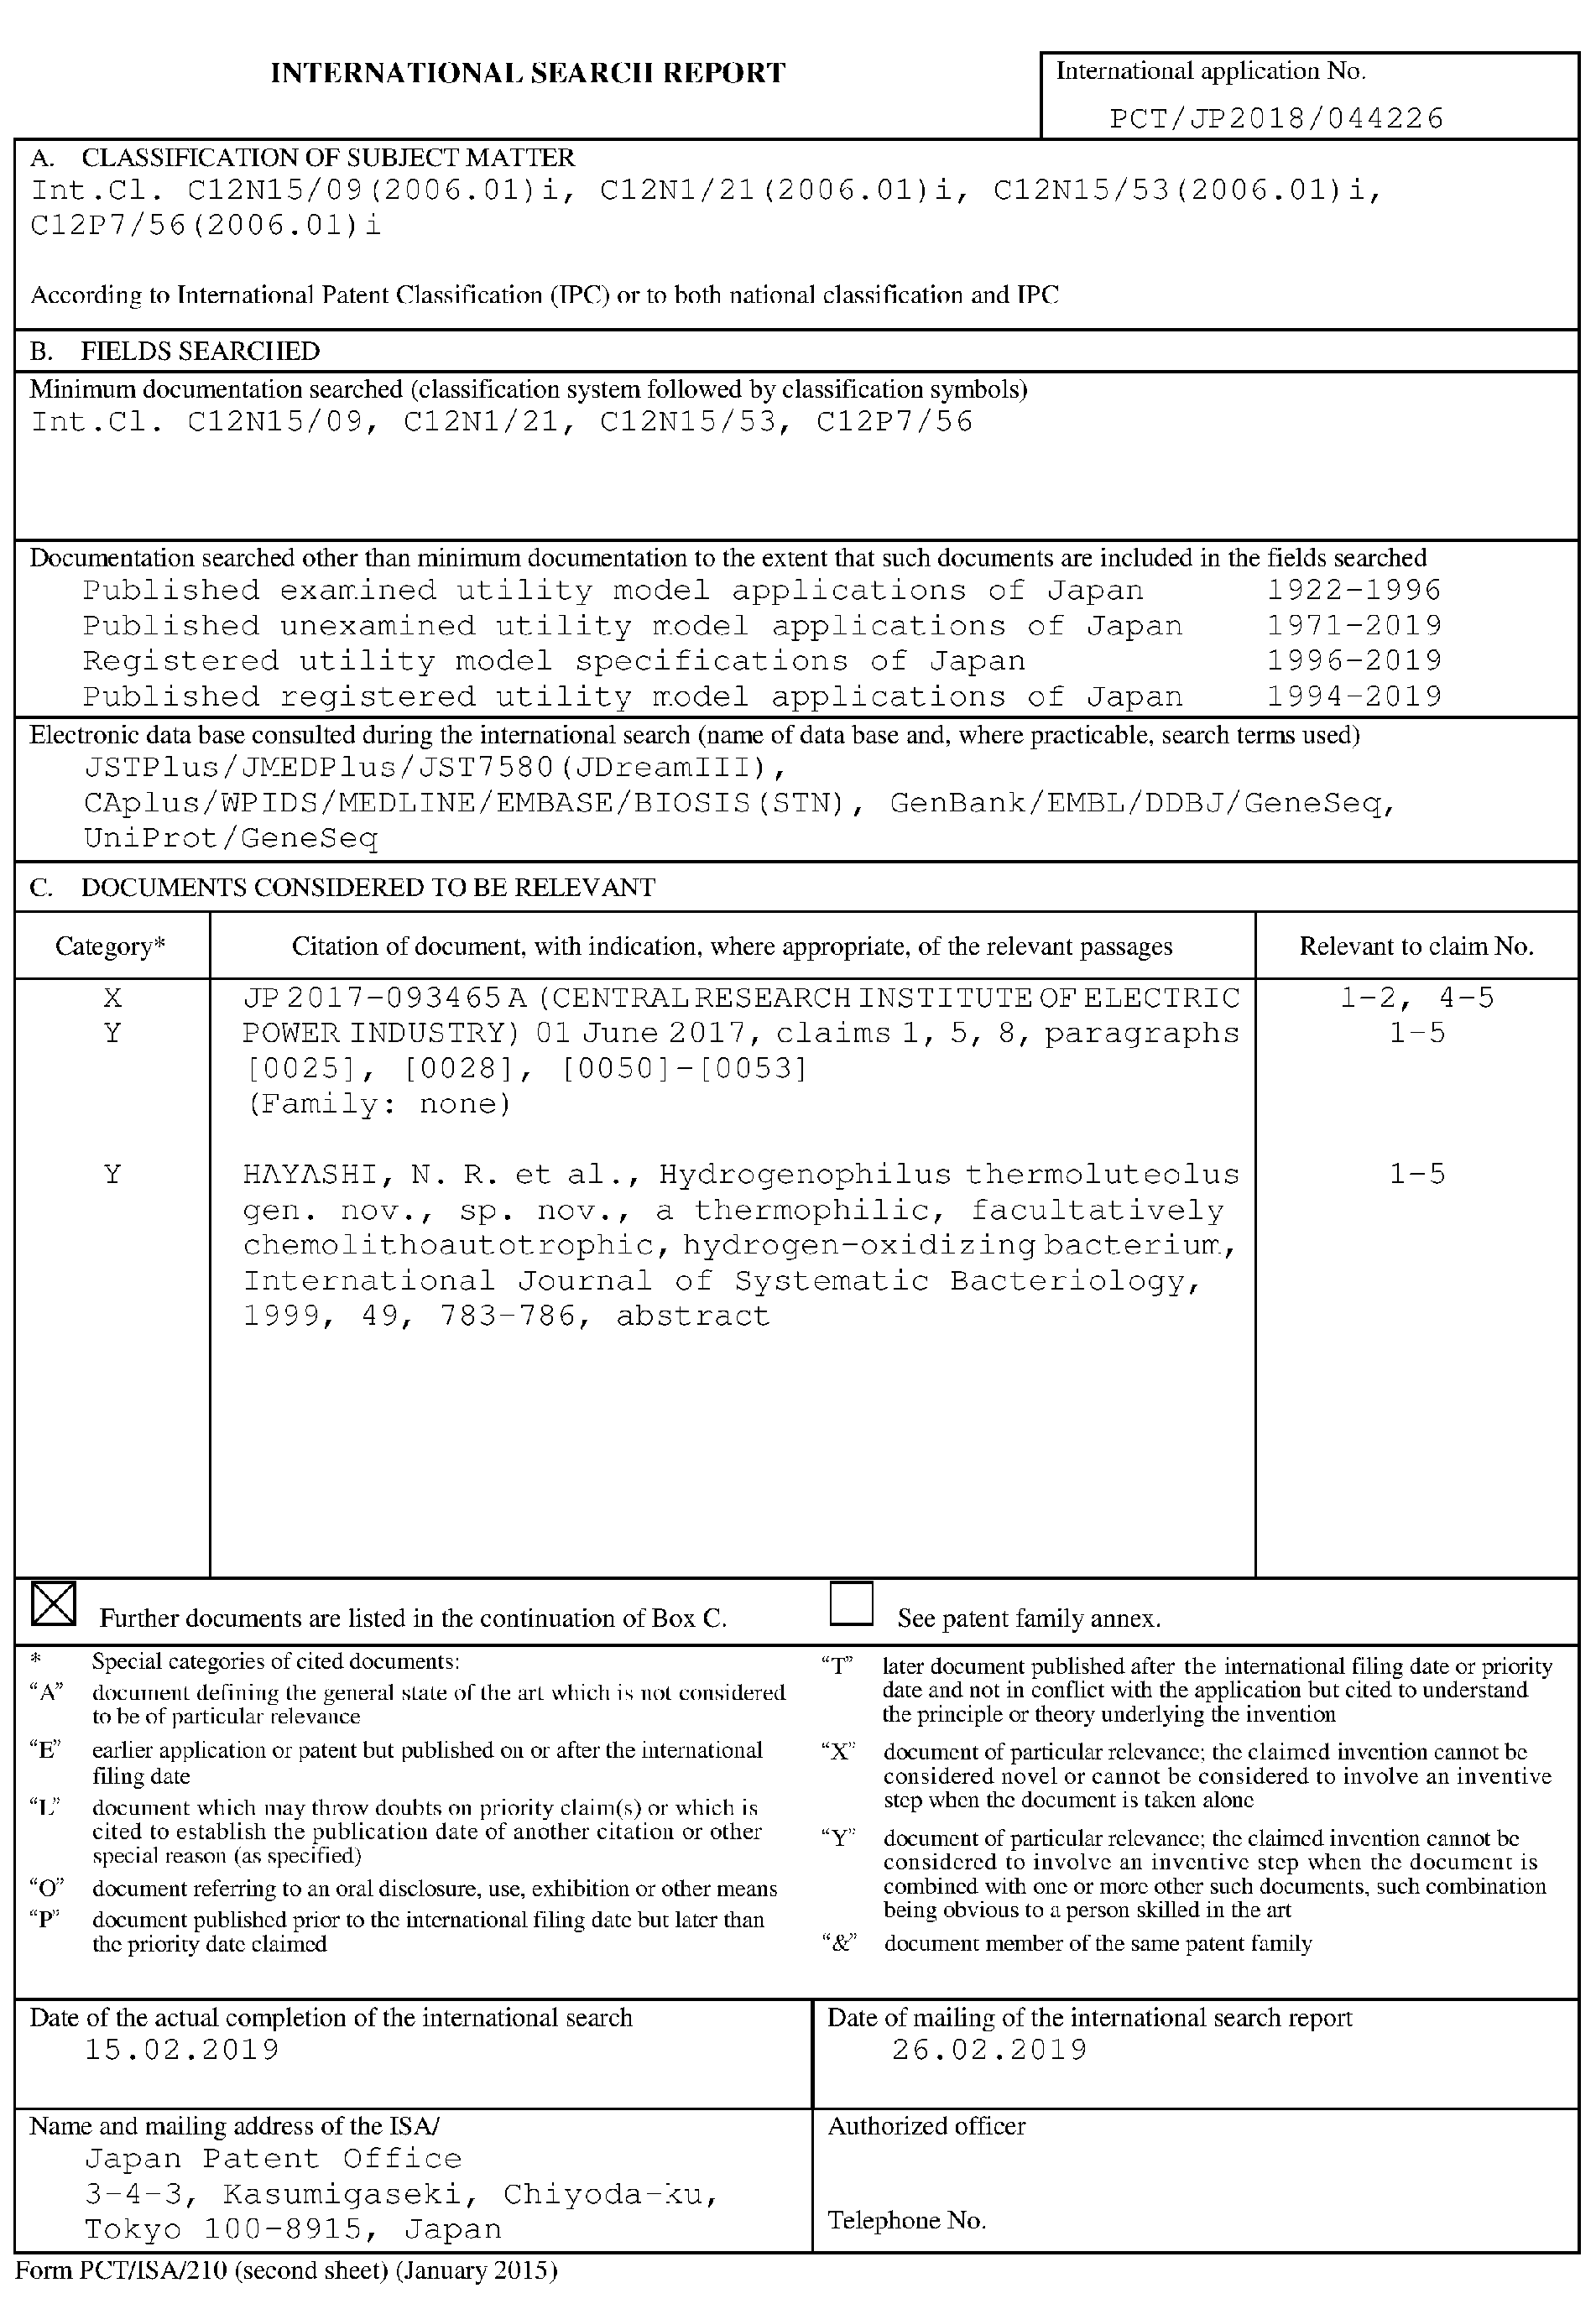 INTERNATIONAL SEARCH REPORT
International application No.
PCT/JP2018/044226
A. CLASSIFICATION OF SUBJECT MATTER
Int.Cl. C12N15/09(2006.01)i, C12N1/21(2006.01)i, C12N15/53(2006.01)i,
C12P7/56(2006.01)i
According to International Patent Classification (IPC) or to both national classification and IPC
B. FIELDS SEARCHED
Minimum documentation searched (classification system followed by classification symbols)
Int.Cl. C12N15/09, C12N1/21, C12N15/53, C12P7/56
Documentation searched other than minimum documentation to the extent that such documents are included in the fields searched
Published examined utility model applications of Japan 1922-1996
Published unexamined utility model applications of Japan 1971-2019
Registered utility model specifications of Japan 1996-2019
Published registered utility model applications of Japan 1994-2019
Electronic data base consulted during the international search (name of data base and, where practicable, search terms used)
JSTPlus/JMEDPlus/JST7580(JDreamIII),
CAplus/WPIDS/MEDLINE/EMBASE/BIOSIS(STN), GenBank/EMBL/DDBJ/GeneSeq,
UniProt/GeneSeq
C. DOCUMENTS CONSIDERED TO BE RELEVANT
Category* Citation of document, with indication, where appropriate, of the relevant passages Relevant to claim No.
X JP 2017-093465 A (CENTRAL RESEARCH INSTITUTE OF ELECTRIC 1-2, 4-5
Y POWER INDUSTRY) 01 June 2017, claims 1, 5, 8, paragraphs 1-5
[0025], [0028], [0050]-[0053]
(Family: none)
Y HAYASHI, N. R. et al., Hydrogenophilus thermoluteolus 1-5
gen. nov., sp. nov., a thermophilic, facultatively
chemolithoautotrophic, hydrogen-oxidizing bacterium,
International Journal of Systematic Bacteriology,
1999, 49, 783-786, abstract
Further documents are listed in the continuation of Box C.
See patent family annex.
* Special categories of cited documents:
"A" document defining the general state of the art which is not considered
to be of particular relevance
"E" earlier application or patent but published on or after the international
filing date
"L" document which may throw doubts on priority claim(s) or which is
cited to establish the publication date of another citation or other
special reason (as specified)
"O" document referring to an oral disclosure, use, exhibition or other means
"P" document published prior to the international filing date but later than
the priority date claimed
"T" later document published after the international filing date or priority
date and not in conflict with the application but cited to understand
the principle or theory underlying the invention
"X" document of particular relevance; the claimed invention cannot be
considered novel or cannot be considered to involve an inventive
step when the document is taken alone
"Y" document of particular relevance; the claimed invention cannot be
considered to involve an inventive step when the document is
combined with one or more other such documents, such combination
being obvious to a person skilled in the art
"&" document member of the same patent family
Date of the actual completion of the international search
15.02.2019
Date of mailing of the international search report
26.02.2019
Name and mailing address of the ISA/
Japan Patent Office
3-4-3, Kasumigaseki, Chiyoda-ku,
Tokyo 100-8915, Japan
Authorized officer
Telephone No.
Form PCT/ISA/210 (second sheet) (January 2015)